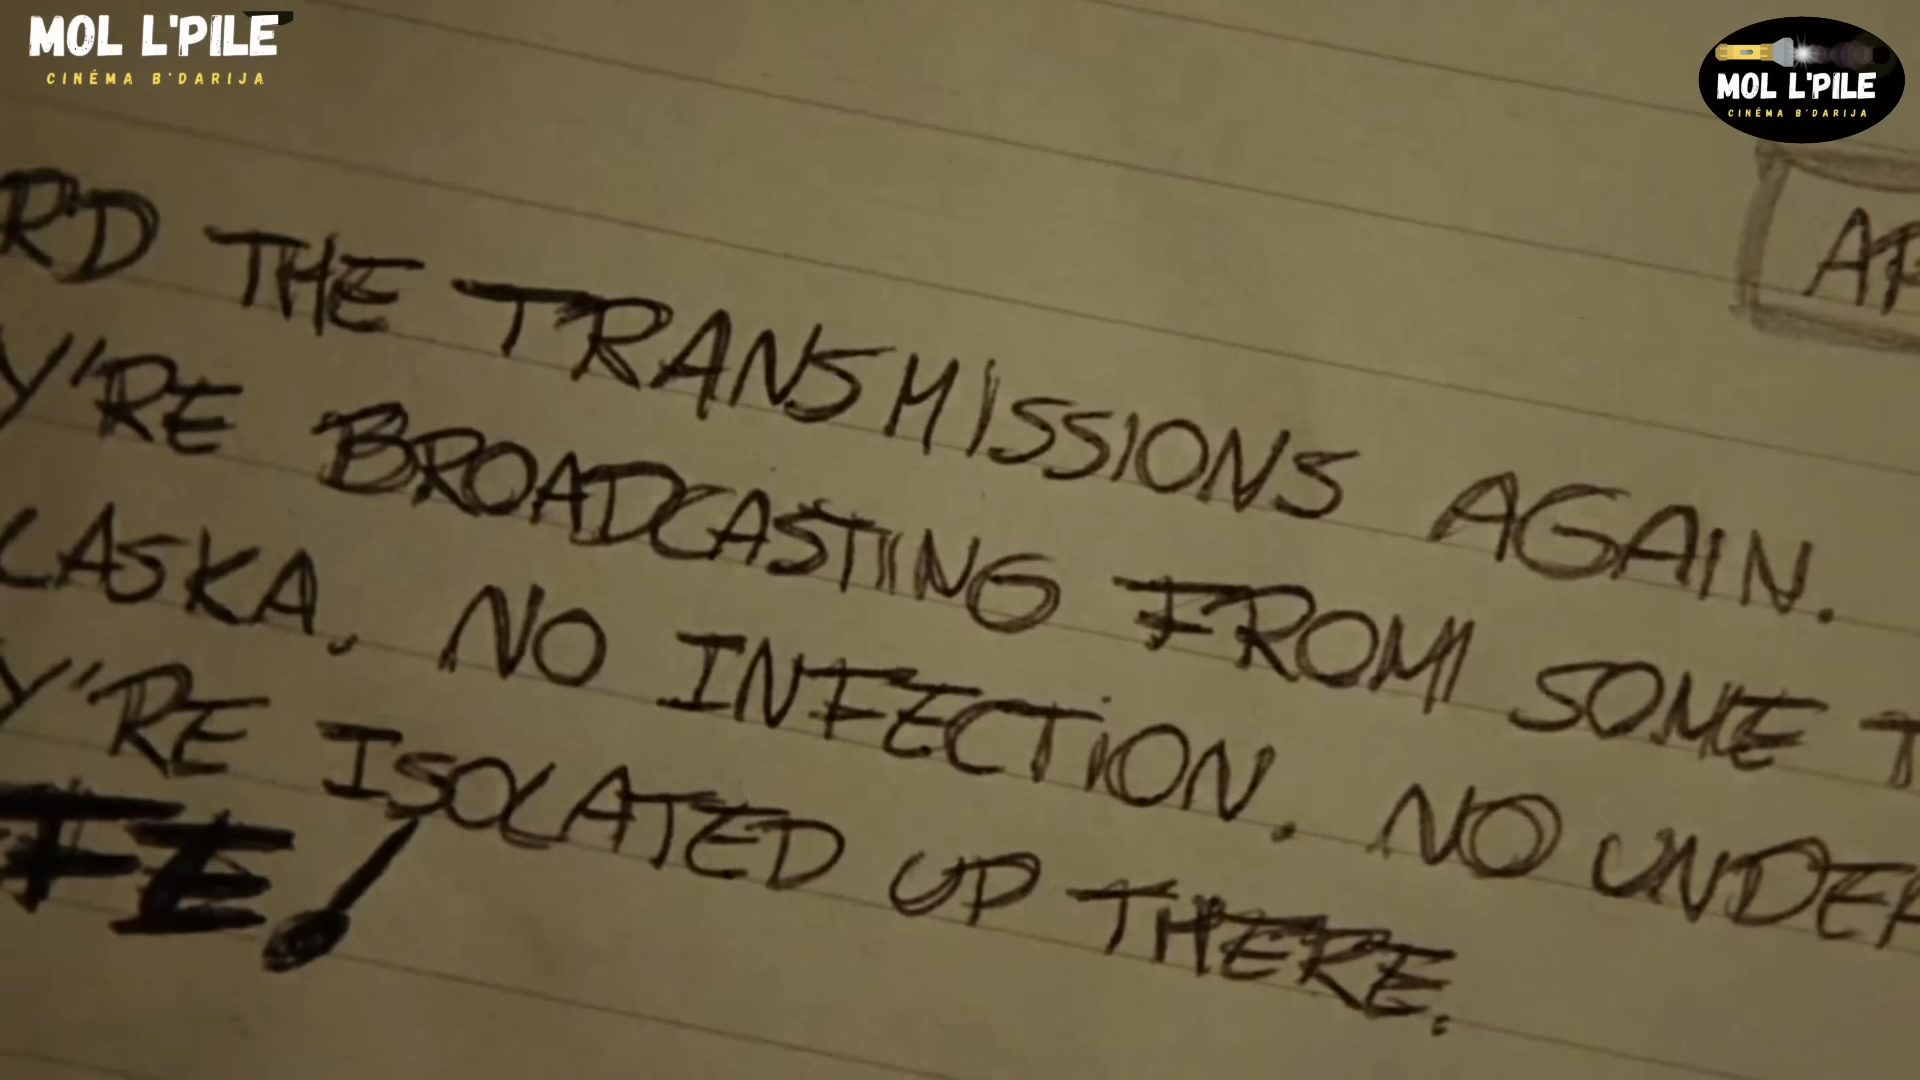 MOL L'PILE
CINÉMA B'DARIJA
MOL L'PILE
CINÉMA B'DARIJA
RD THE TRANSMISSIONS AGAIN.
Y'RE BROADCASTING FROM SOME T
LASKA. NO INFECTION. NO UNDE
Y'RE ISOLATED UP THERE.
FE!